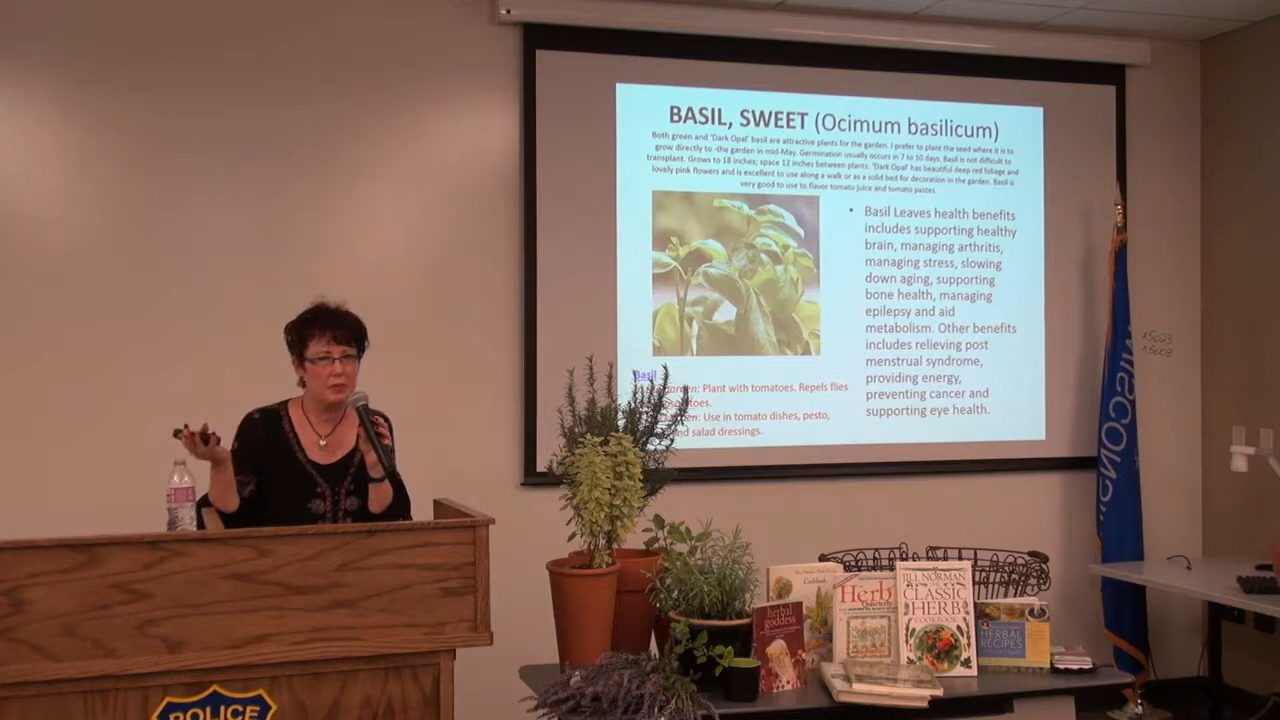 BASIL, SWEET (Ocimum basilicum)
Both green and 'Dark Opal' basil are attractive plants for the garden. I prefer to plant the seed where it is to
grow directly to -the garden in mid-May. Germination usually occurs in 7 to 10 days. Basil is not difficult to
transplant. Grows to 18 inches; space 12 inches between plants. 'Dark Opal' has beautiful deep red foliage and
lovely pink flowers and is excellent to use along a walk or as a solid bed for decoration in the garden. Basil is
very good to use to flavor tomato juice and tomato pastes
• Basil Leaves health benefits
includes supporting healthy
brain, managing arthritis,
managing stress, slowing
down aging, supporting
bone health, managing
epilepsy and aid
metabolism. Other benefits
includes relieving post
menstrual syndrome,
providing energy,
preventing cancer and
supporting eye health.
Basil
garden: Plant with tomatoes. Repels flies
Use in tomato dishes, pesto,
and salad dressings.
WISCONSIN
x5023
x5003
POLICE
Cookbook
herbal
goddess
Herb
JILL NORMAN
THE
CLASSIC
HERB
COOKBOOK
HERBAL
RECIPES